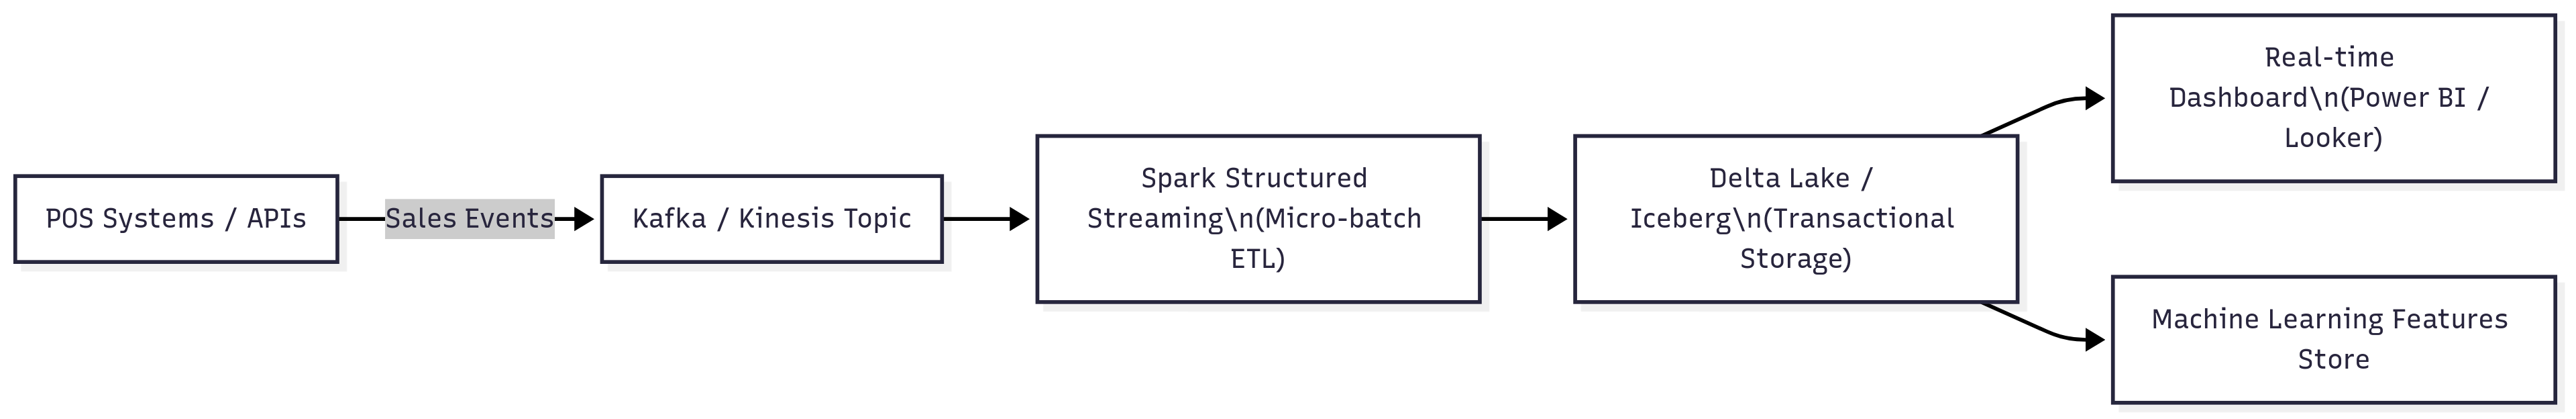 POS Systems / APIs
Sales Events
Kafka / Kinesis Topic
Spark Structured
Streaming\n(Micro-batch
ETL)
Delta Lake /
Iceberg\n(Transactional
Storage)
Real-time
Dashboard\n(Power BI /
Looker)
Machine Learning Features
Store